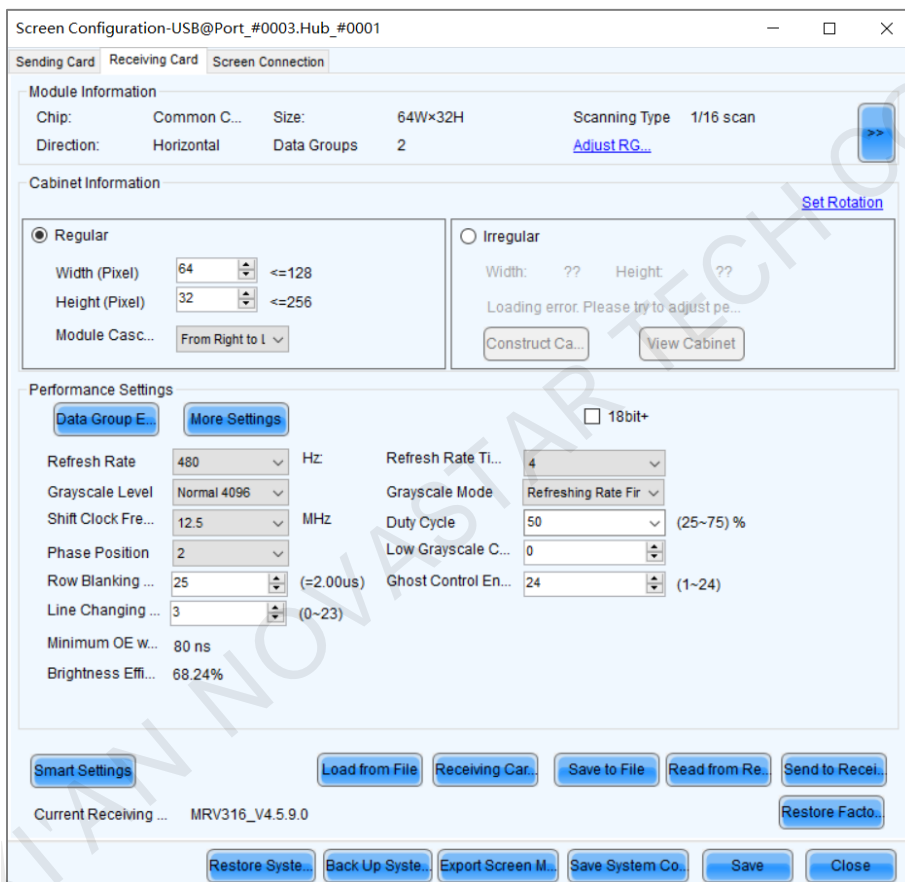 Screen Configuration-USB@Port_#0003.Hub_#0001
Sending Card Receiving Card Screen Connection
Module Information
Chip: Common C... Size: 64W×32H Scanning Type 1/16 scan
Direction: Horizontal Data Groups 2 Adjust RG...
>>
Cabinet Information
Set Rotation
Regular Irregular
Width (Pixel) 64 <=128 Width: ?? Height: ??
Height (Pixel) 32 <=256 Loading error. Please try to adjust pe...
Module Casc... From Right to L Construct Ca... View Cabinet
Performance Settings
Data Group E... More Settings 18bit+
Refresh Rate 480 Hz: Refresh Rate Ti... 4
Grayscale Level Normal 4096 Grayscale Mode Refreshing Rate Fir
Shift Clock Fre... 12.5 MHz Duty Cycle 50 (25~75) %
Phase Position 2 Low Grayscale C... 0
Row Blanking ... 25 (=2.00us) Ghost Control En... 24 (1~24)
Line Changing ... 3 (0~23)
Minimum OE w... 80 ns
Brightness Effi... 68.24%
Smart Settings Load from File Receiving Car... Save to File Read from Re... Send to Recei...
Current Receiving ... MRV316_V4.5.9.0 Restore Facto...
Restore Syste... Back Up Syste... Export Screen M... Save System Co... Save Close
I'AN NOVASTAR TECH CO